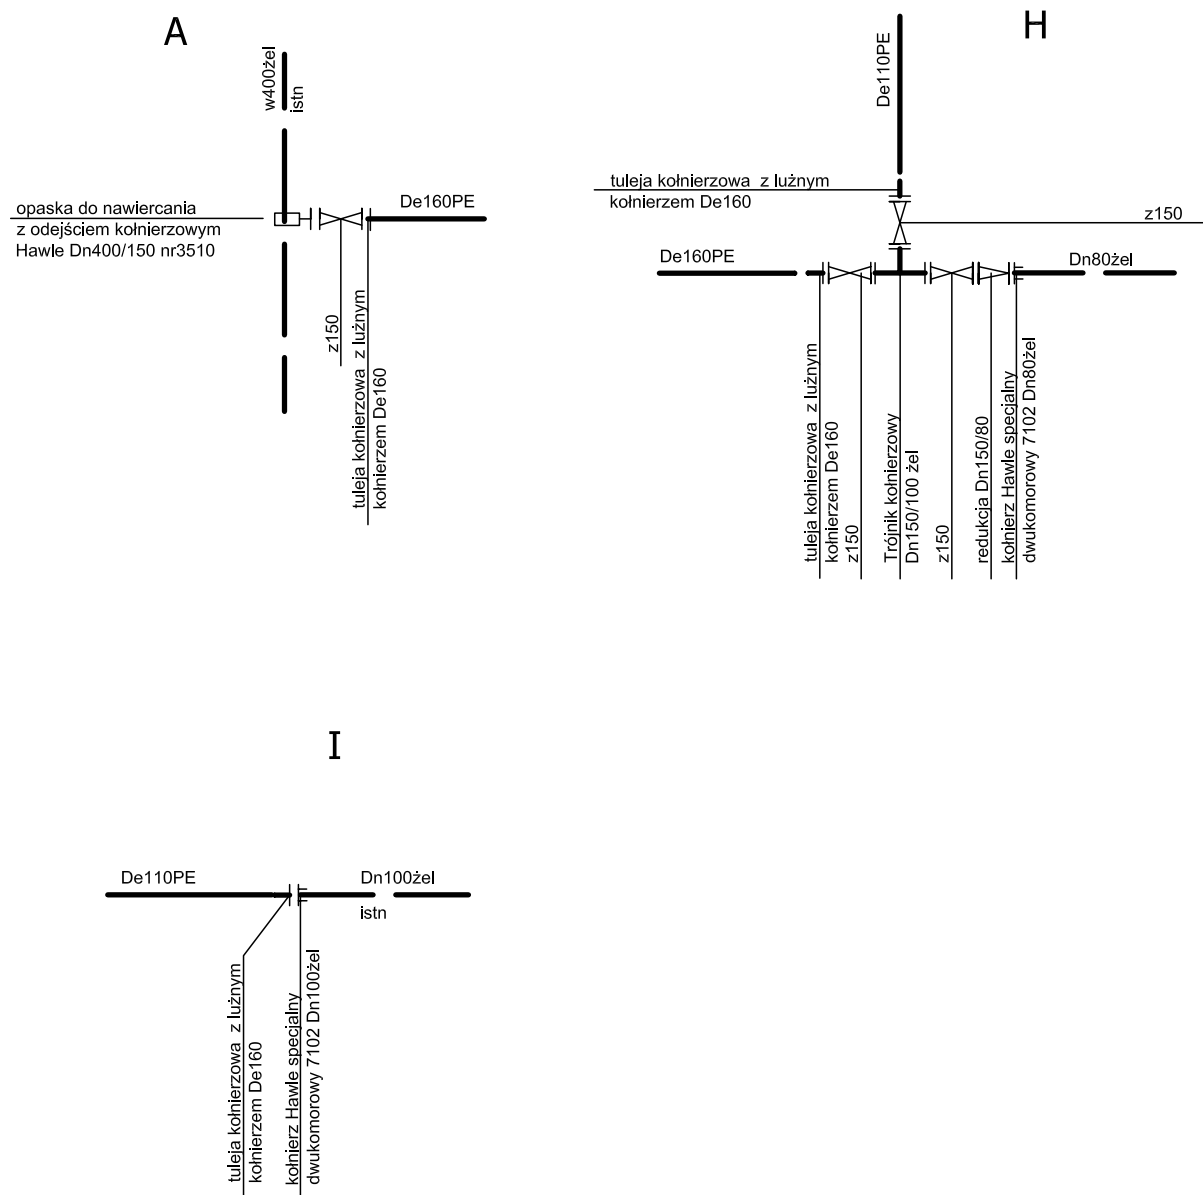 A
w400żel
istn
opaska do nawiercania
z odejściem kołnierzowym
Hawle Dn400/150 nr3510
De160PE
z150
tuleja kołnierzowa z luźnym
kołnierzem De160
H
De110PE
tuleja kołnierzowa z luźnym
kołnierzem De160
z150
De160PE
Dn80żel
tuleja kołnierzowa z luźnym
kołnierzem De160
z150
Trójnik kołnierzowy
Dn150/100 żel
z150
redukcja Dn150/80
kołnierz Hawle specjalny
dwukomorowy 7102 Dn80żel
I
De110PE
Dn100żel
istn
tuleja kołnierzowa z luźnym
kołnierzem De160
kołnierz Hawle specjalny
dwukomorowy 7102 Dn100żel